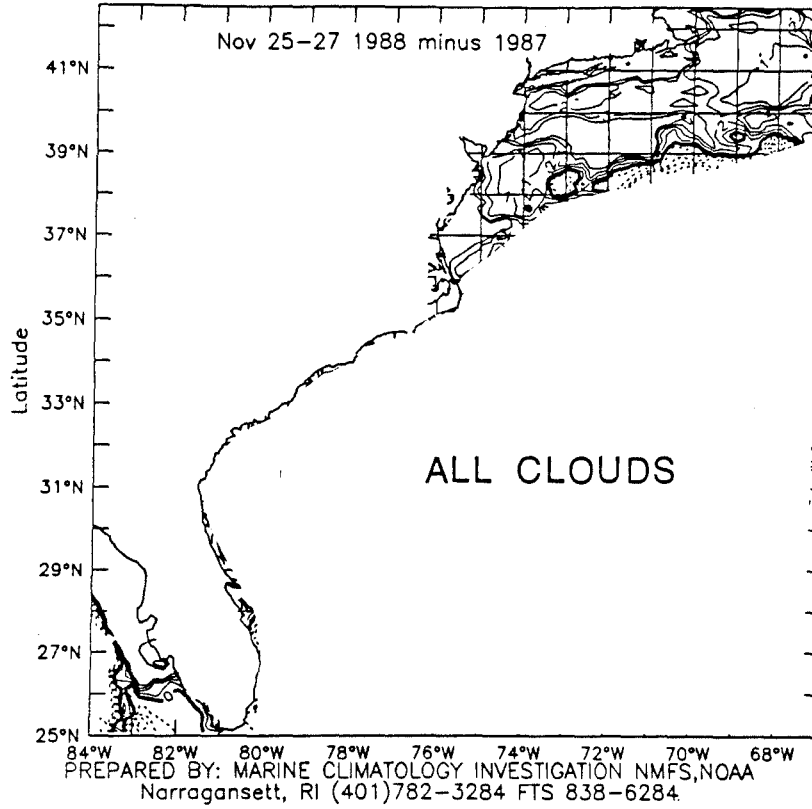 Nov 25-27 1988 minus 1987
41°N
39°N
37°N
35°N
33°N
31°N
29°N
27°N
25°N
Latitude
ALL CLOUDS
84°W 82°W 80°W 78°W 76°W 74°W 72°W 70°W 68°W
PREPARED BY: MARINE CLIMATOLOGY INVESTIGATION NMFS,NOAA
Narragansett, RI (401)782-3284 FTS 838-6284